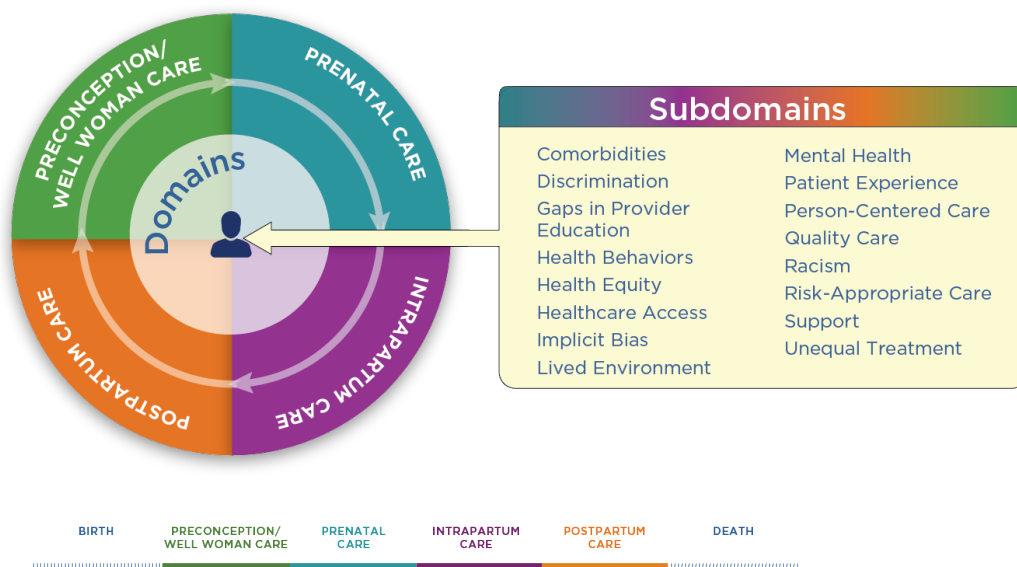 PRECONCEPTION/
WELL WOMAN CARE
PRENATAL CARE
INTRAPARTUM CARE
POSTPARTUM CARE
Domains
Subdomains
Comorbidities
Discrimination
Gaps in Provider
Education
Health Behaviors
Health Equity
Healthcare Access
Implicit Bias
Lived Environment
Mental Health
Patient Experience
Person-Centered Care
Quality Care
Racism
Risk-Appropriate Care
Support
Unequal Treatment
BIRTH
PRECONCEPTION/
WELL WOMAN CARE
PRENATAL
CARE
INTRAPARTUM
CARE
POSTPARTUM
CARE
DEATH